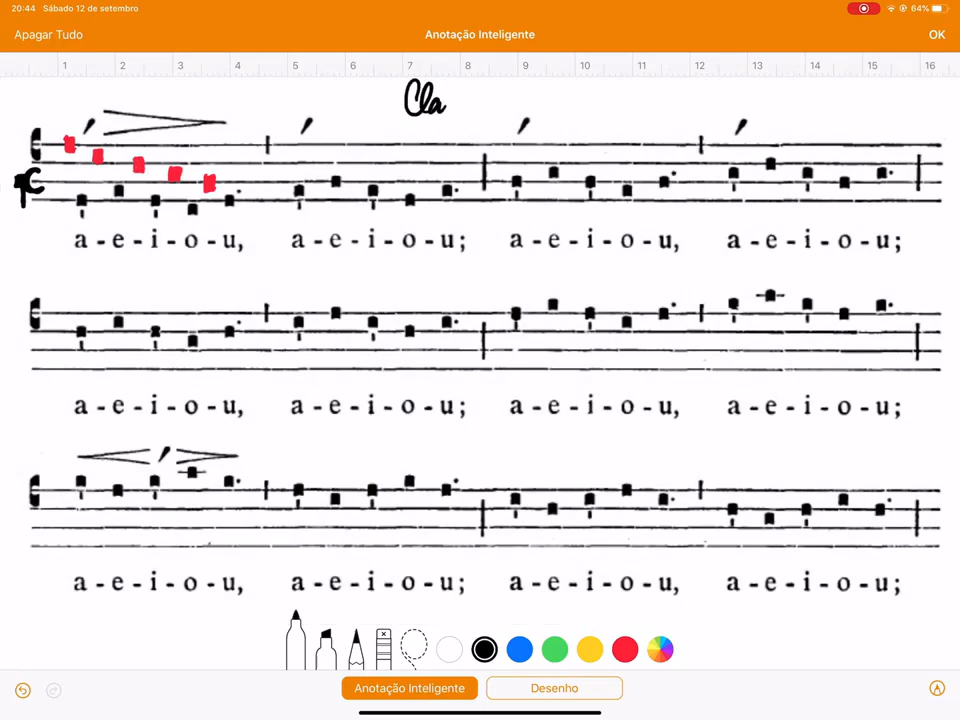 20:44 Sábado 12 de setembro 64%
Apagar Tudo Anotação Inteligente OK
1 2 3 4 5 6 7 8 9 10 11 12 13 14 15 16
Cla
a - e - i - o - u, a - e - i - o - u; a - e - i - o - u, a - e - i - o - u;
a - e - i - o - u, a - e - i - o - u; a - e - i - o - u, a - e - i - o - u;
a - e - i - o - u, a - e - i - o - u; a - e - i - o - u, a - e - i - o - u;
Anotação Inteligente Desenho